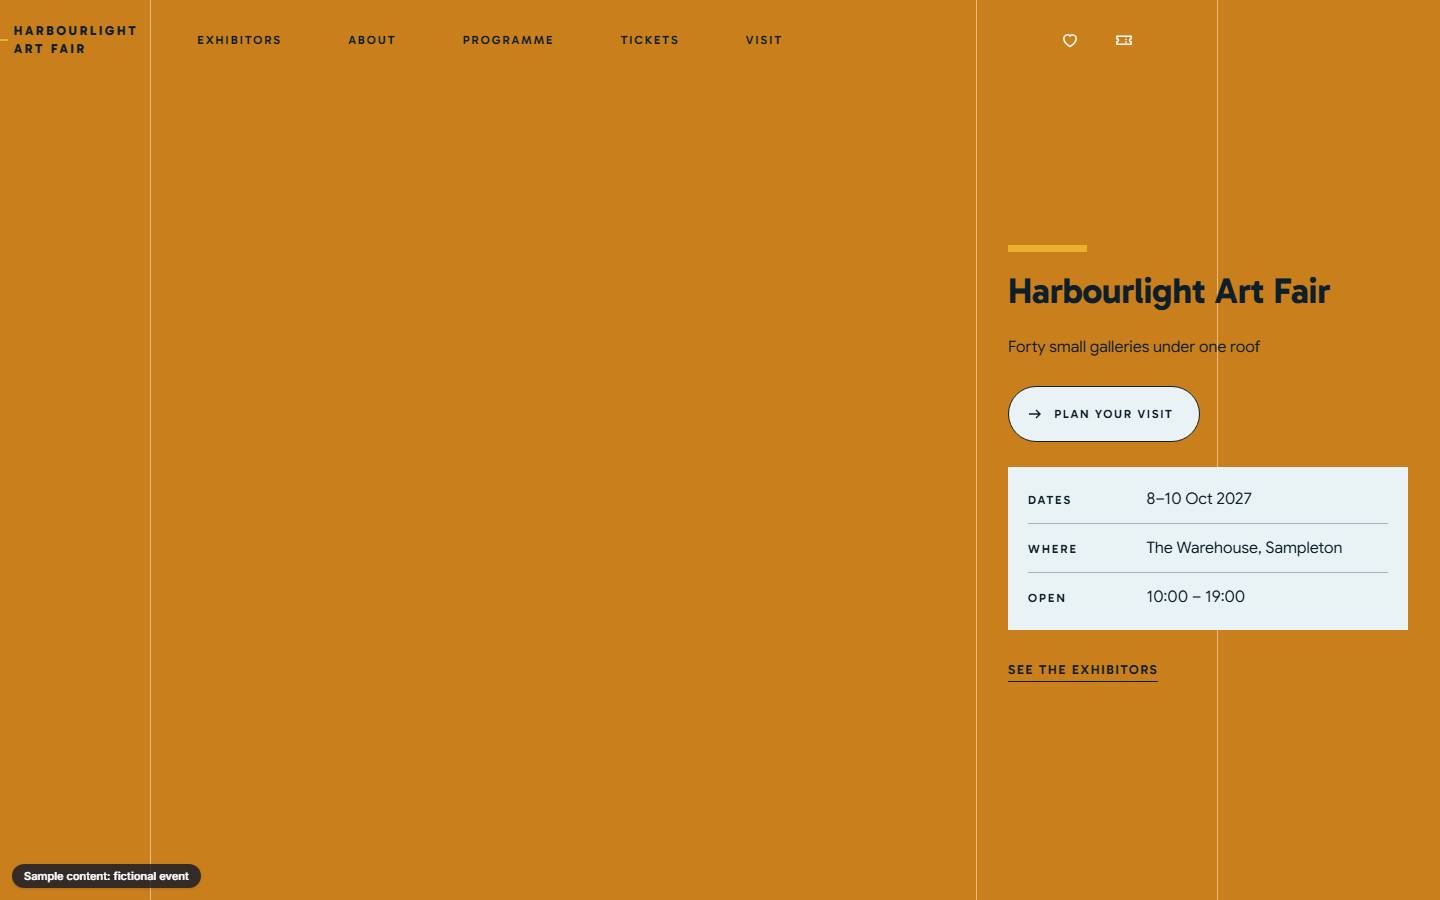 HARBOURLIGHT
ART FAIR
EXHIBITORS
ABOUT
PROGRAMME
TICKETS
VISIT
Harbourlight Art Fair
Forty small galleries under one roof
PLAN YOUR VISIT
DATES 8–10 Oct 2027
WHERE The Warehouse, Sampleton
OPEN 10:00 – 19:00
SEE THE EXHIBITORS
Sample content: fictional event